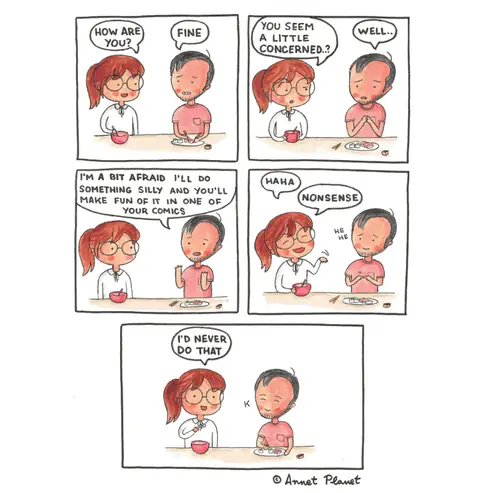 HOW ARE
YOU?
FINE
YOU SEEM
A LITTLE
CONCERNED..?
WELL..
I'M A BIT AFRAID I'LL DO
SOMETHING SILLY AND YOU'LL
MAKE FUN OF IT IN ONE OF
YOUR COMICS
HAHA
NONSENSE
HE
HE
I'D NEVER
DO THAT
K
© Annet Planet